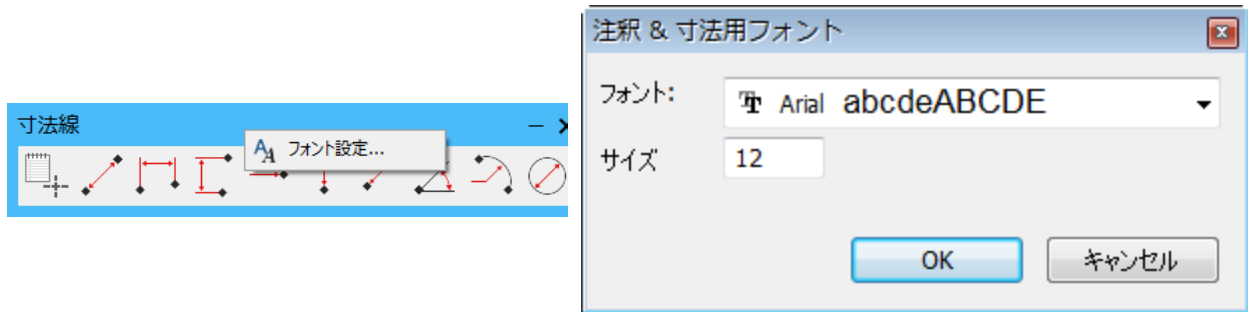 寸法線
フォント設定...
注釈 & 寸法用フォント
フォント:
Arial abcdeABCDE
サイズ
12
OK
キャンセル